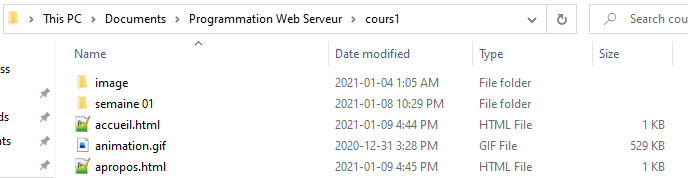 This PC > Documents > Programmation Web Serveur > cours1 Search cou
Name Date modified Type Size
image 2021-01-04 1:05 AM File folder
semaine 01 2021-01-08 10:29 PM File folder
accueil.html 2021-01-09 4:44 PM HTML File 1 KB
animation.gif 2020-12-31 3:28 PM GIF File 529 KB
apropos.html 2021-01-09 4:45 PM HTML File 1 KB